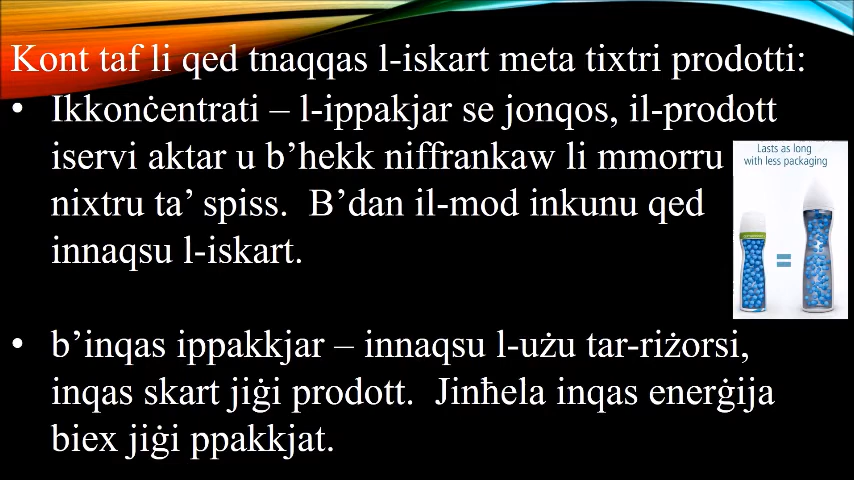 Kont taf li qed tnaqqas l-iskart meta tixtri prodotti:
• Ikkonċentrati – l-ippakjar se jonqos, il-prodott
iservi aktar u b’hekk niffrankaw li mmorru
nixtru ta’ spiss.  B’dan il-mod inkunu qed
innaqsu l-iskart.
Lasts as long
with less packaging
=
• b’inqas ippakkjar – innaqsu l-użu tar-riżorsi,
inqas skart jiġi prodott.  Jinħela inqas enerġija
biex jiġi ppakkjat.